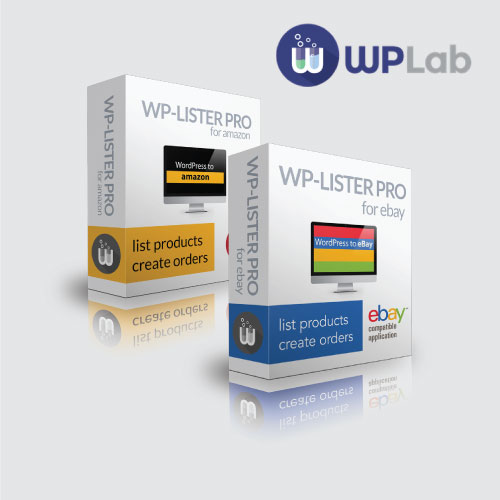 WPLab
WP-LISTER PRO
for amazon
WP-LISTER PRO
for amazon
WordPress to
amazon
list products
create orders
WP-LISTER PRO
for ebay
WP-LISTER PRO
for ebay
WordPress to eBay
list products
create orders
ebay™
compatible
application